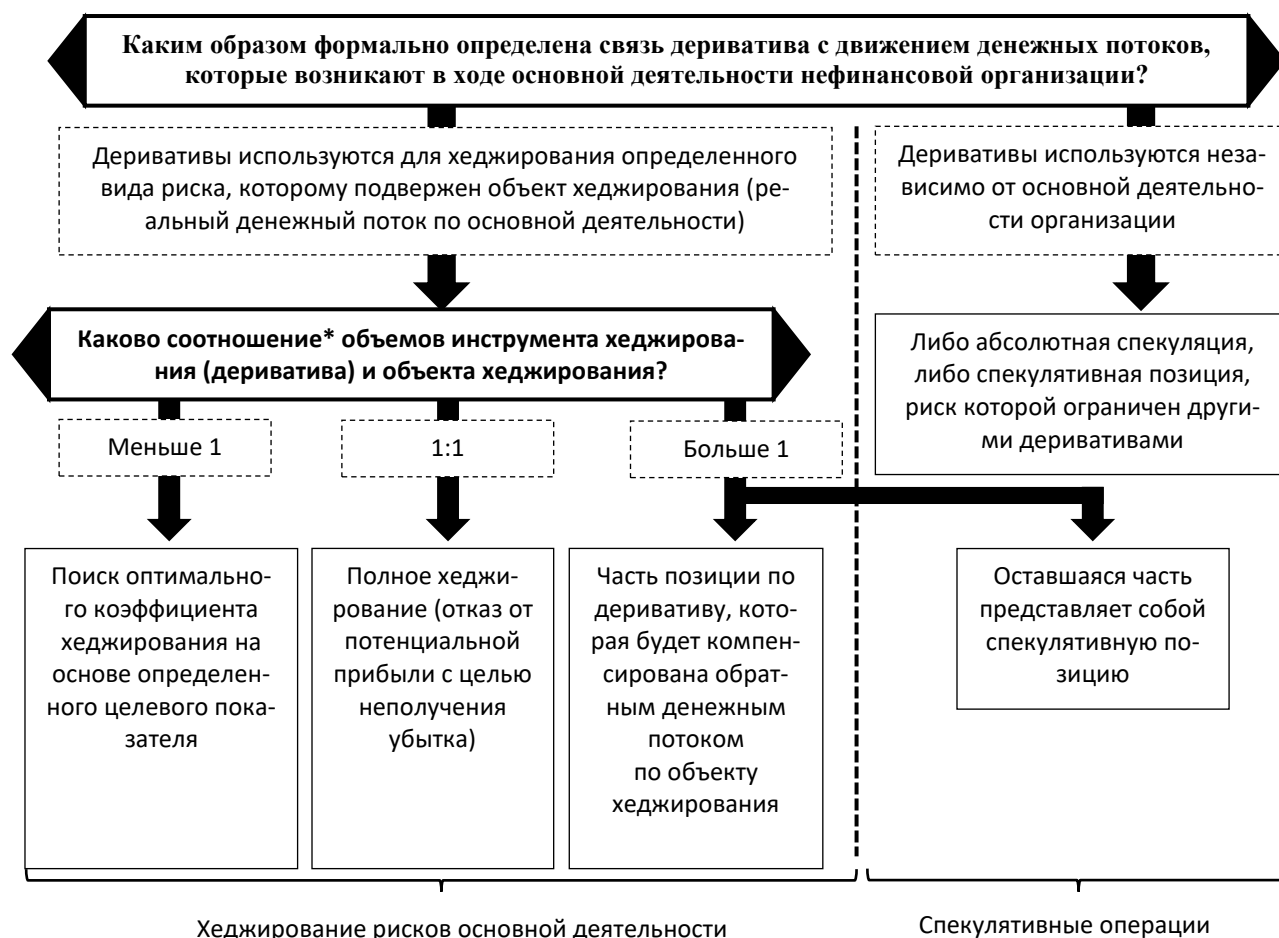 Каким образом формально определена связь дериватива с движением денежных потоков,
которые возникают в ходе основной деятельности нефинансовой организации?
Деривативы используются для хеджирования определенного
вида риска, которому подвержен объект хеджирования (ре-
альный денежный поток по основной деятельности)
Деривативы используются неза-
висимо от основной деятельно-
сти организации
Каково соотношение* объемов инструмента хеджирова-
ния (дериватива) и объекта хеджирования?
Либо абсолютная спекуляция,
либо спекулятивная позиция,
риск которой ограничен други-
ми деривативами
Меньше 1
1:1
Больше 1
Поиск оптимально-
го коэффициента
хеджирования на
основе определен-
ного целевого пока-
зателя
Полное хеджи-
рование (отказ от
потенциальной
прибыли с целью
неполучения
убытка)
Часть позиции по
деривативу, кото-
рая будет компен-
сирована обрат-
ным денежным
потоком
по объекту
хеджирования
Оставшаяся часть
представляет собой
спекулятивную по-
зицию
Хеджирование рисков основной деятельности
Спекулятивные операции